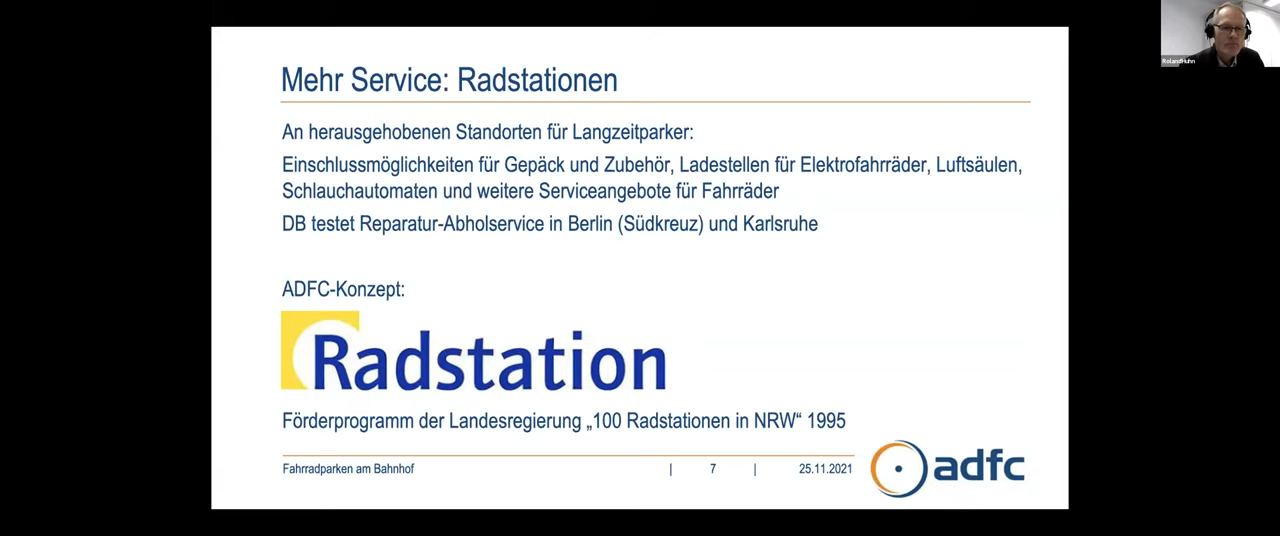 Mehr Service: Radstationen
RolandHuhn
An herausgehobenen Standorten für Langzeitparker:
Einschlussmöglichkeiten für Gepäck und Zubehör, Ladestellen für Elektrofahrräder, Luftsäulen,
Schlauchautomaten und weitere Serviceangebote für Fahrräder
DB testet Reparatur-Abholservice in Berlin (Südkreuz) und Karlsruhe
ADFC-Konzept:
Radstation
Förderprogramm der Landesregierung „100 Radstationen in NRW“ 1995
Fahrradparken am Bahnhof | 7 | 25.11.2021
adfc